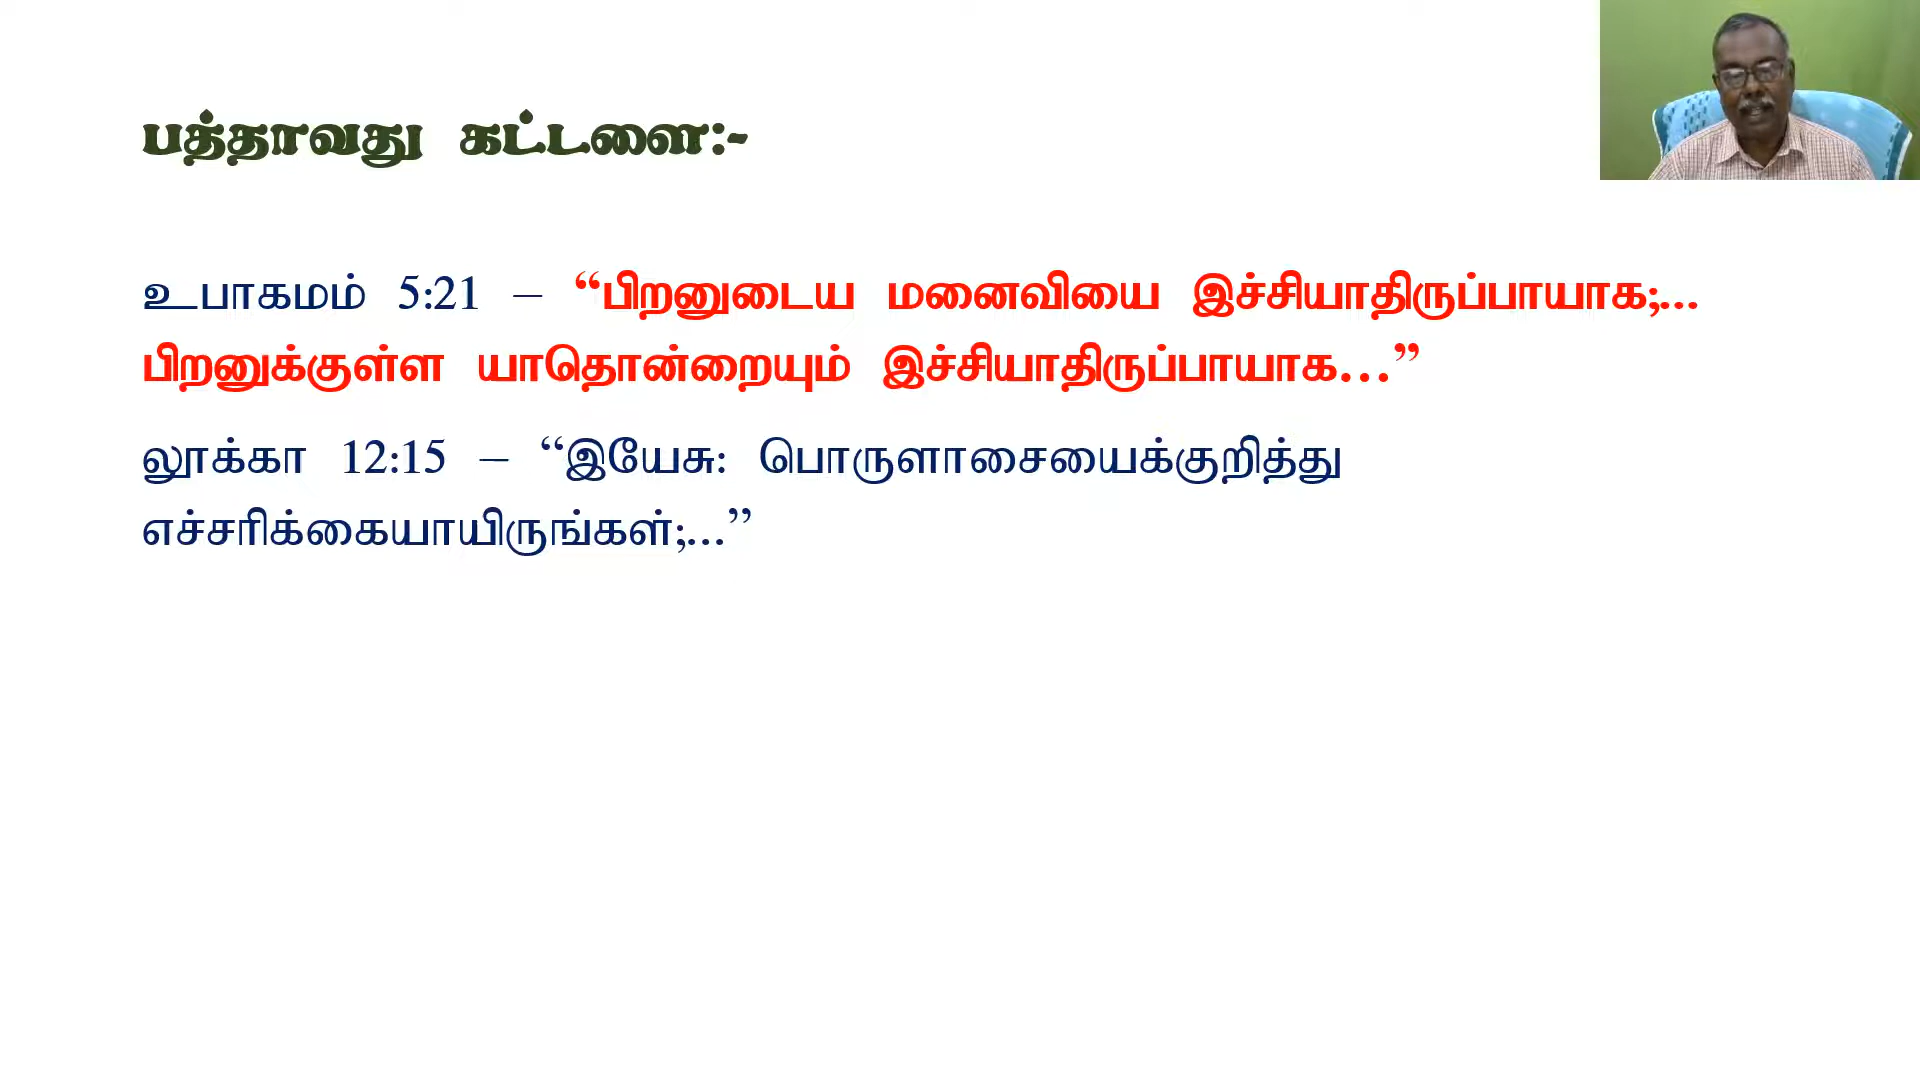 பத்தாவது கட்டளை:-
உபாகமம் 5:21 – “பிறனுடைய மனைவியை இச்சியாதிருப்பாயாக;...
பிறனுக்குள்ள யாதொன்றையும் இச்சியாதிருப்பாயாக...”
லூக்கா 12:15 – “இயேசு: பொருளாசையைக்குறித்து
எச்சரிக்கையாயிருங்கள்;...”